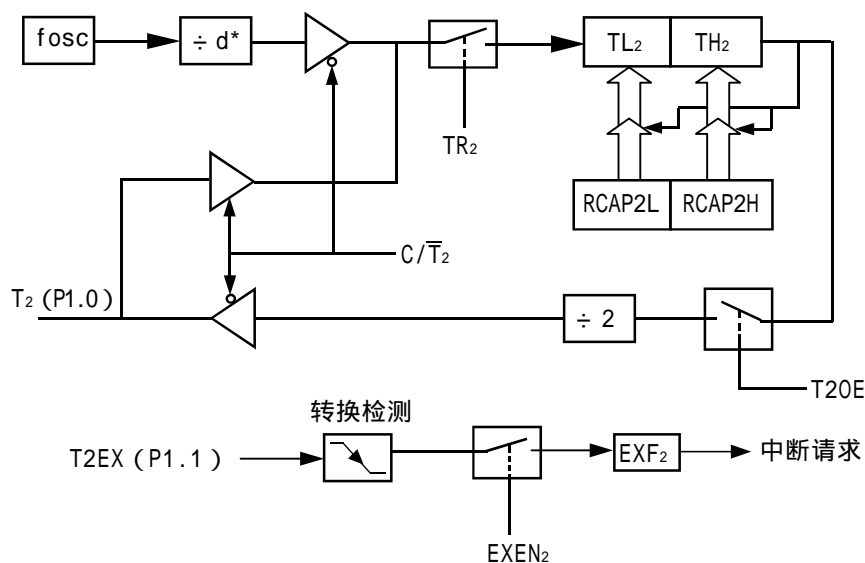 fosc
÷ d*
TL₂
TH₂
TR₂
RCAP2L
RCAP2H
C/T̅₂
T₂ (P1.0)
÷ 2
T2OE
转换检测
T2EX (P1.1)
EXF₂
中断请求
EXEN₂